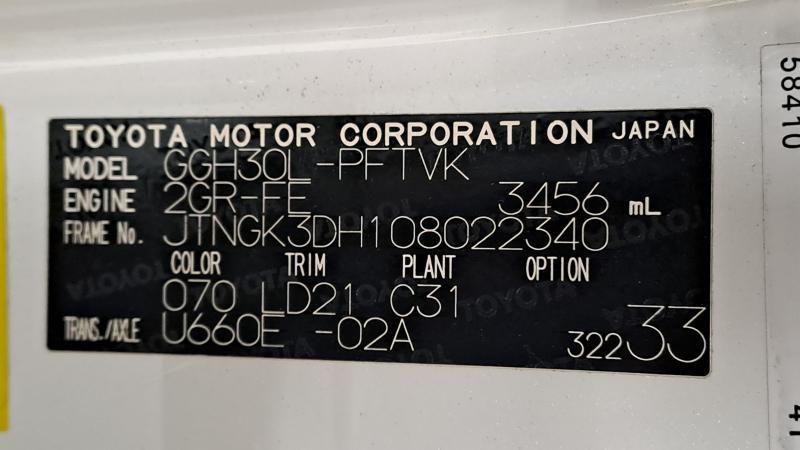 TOYOTA MOTOR CORPORATION JAPAN
MODEL GGH30L-PFTVK
ENGINE 2GR-FE 3456 mL
FRAME No. JTNGK3DH108022340
COLOR TRIM PLANT OPTION
070 LD21 C31
TRANS./AXLE U660E -02A
32233
58410